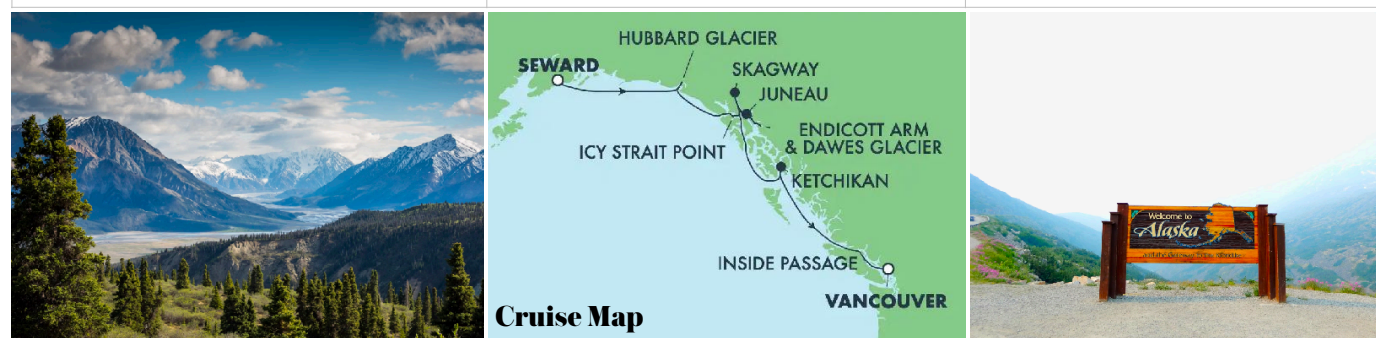 HUBBARD GLACIER
SEWARD
SKAGWAY
JUNEAU
ENDICOTT ARM
& DAWES GLACIER
ICY STRAIT POINT
KETCHIKAN
INSIDE PASSAGE
VANCOUVER
Cruise Map
Welcome to
Alaska